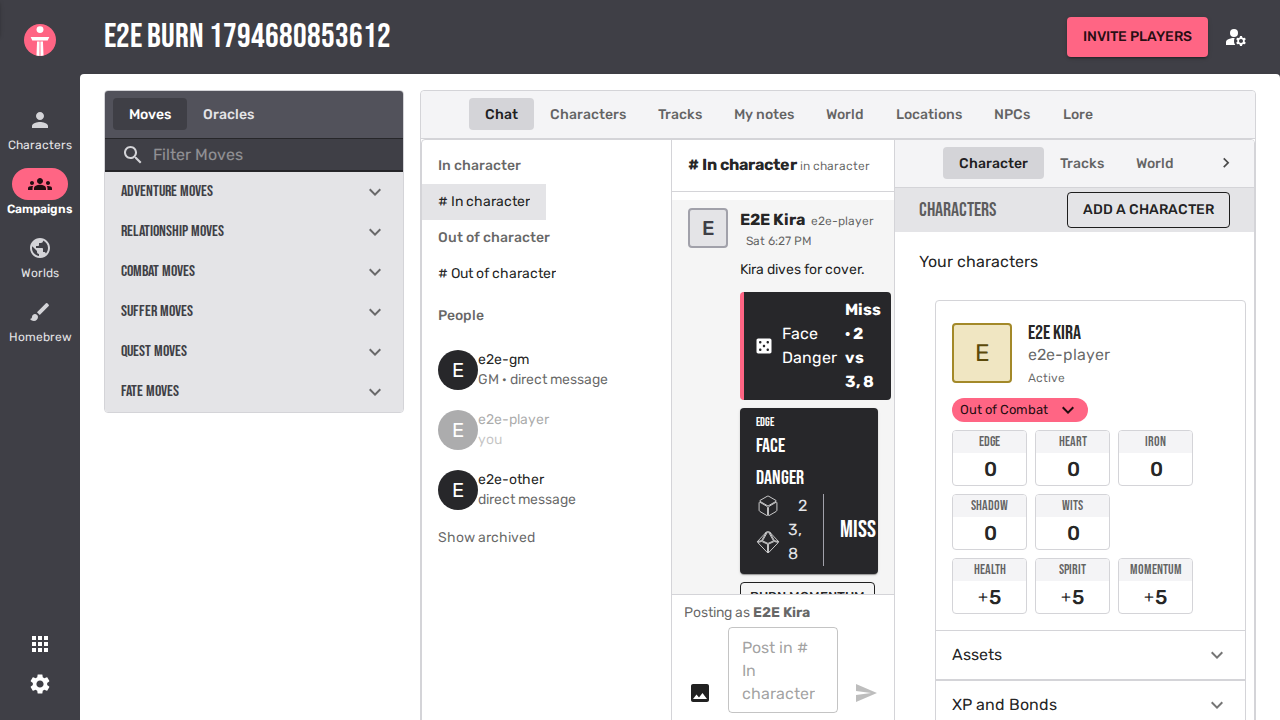 E2E BURN 1794680853612
INVITE PLAYERS
Characters
Campaigns
Worlds
Homebrew
Moves
Oracles
Filter Moves
ADVENTURE MOVES
RELATIONSHIP MOVES
COMBAT MOVES
SUFFER MOVES
QUEST MOVES
FATE MOVES
Chat
Characters
Tracks
My notes
World
Locations
NPCs
Lore
In character
# In character
Out of character
# Out of character
People
E
e2e-gm
GM • direct message
E
e2e-player
you
E
e2e-other
direct message
Show archived
# In character in character
E
E2E Kira e2e-player
Sat 6:27 PM
Kira dives for cover.
Face
Danger
Miss
• 2
vs
3, 8
EDGE
FACE
DANGER
2
3,
8
MISS
BURN MOMENTUM
Posting as E2E Kira
Post in #
In
character
Character
Tracks
World
CHARACTERS
ADD A CHARACTER
Your characters
E
E2E KIRA
e2e-player
Active
Out of Combat
EDGE
0
HEART
0
IRON
0
SHADOW
0
WITS
0
HEALTH
+5
SPIRIT
+5
MOMENTUM
+5
Assets
XP and Bonds